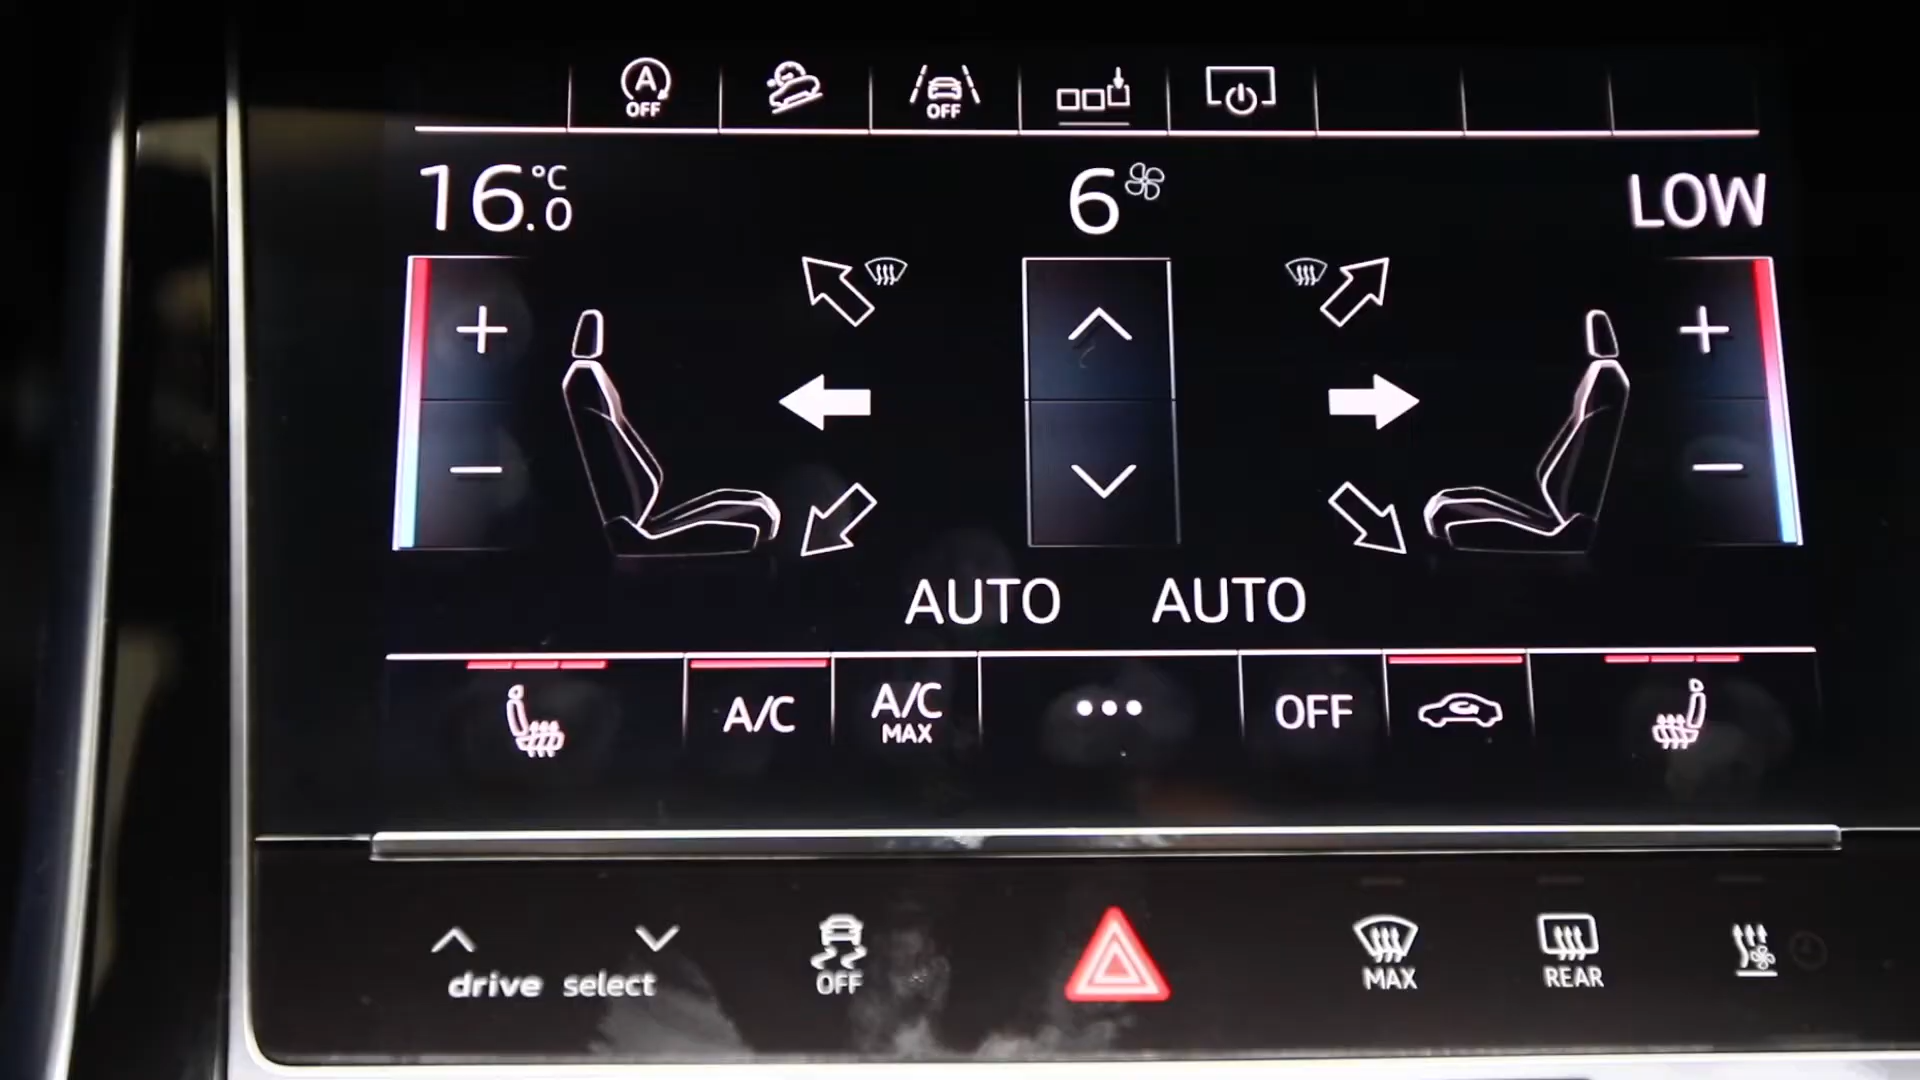 A
OFF
OFF
16.0 °C
6
LOW
AUTO AUTO
A/C
A/C
MAX
OFF
drive select
OFF
MAX
REAR